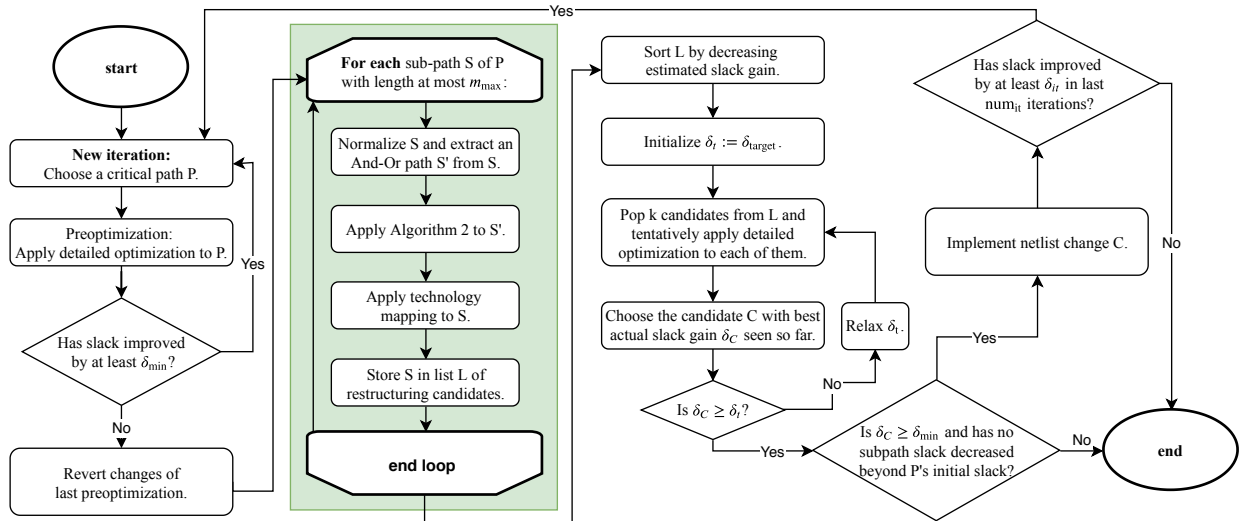 start
New iteration:
Choose a critical path P.
Preoptimization:
Apply detailed optimization to P.
Yes
Has slack improved
by at least δmin?
No
Revert changes of
last preoptimization.
For each sub-path S of P
with length at most mmax:
Normalize S and extract an
And-Or path S' from S.
Apply Algorithm 2 to S'.
Apply technology
mapping to S.
Store S in list L of
restructuring candidates.
end loop
Sort L by decreasing
estimated slack gain.
Initialize δt := δtarget.
Pop k candidates from L and
tentatively apply detailed
optimization to each of them.
Choose the candidate C with best
actual slack gain δC seen so far.
Relax δt.
No
Is δC ≥ δt?
Yes
Is δC ≥ δmin and has no
subpath slack decreased
beyond P's initial slack?
Yes
No
Implement netlist change C.
Has slack improved
by at least δit in last
numit iterations?
Yes
No
end